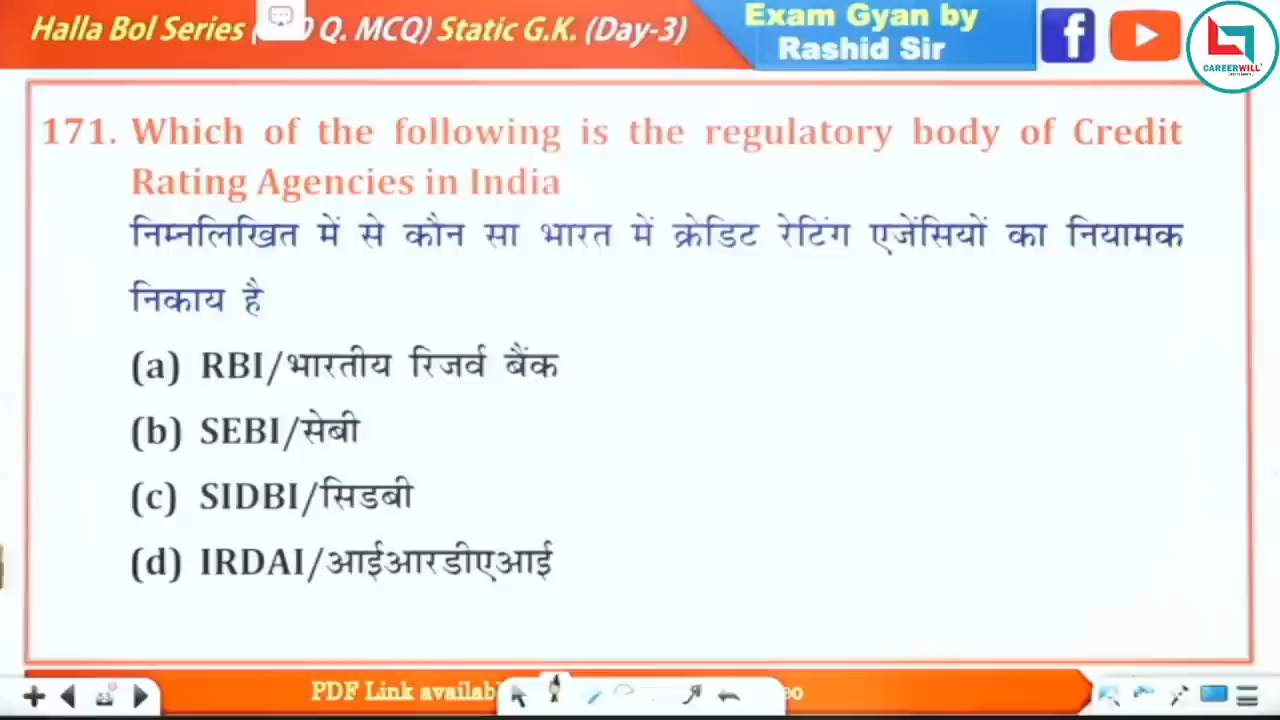 Halla Bol Series Q. MCQ) Static G.K. (Day-3)
Exam Gyan by
Rashid Sir
CAREERWILL
171. Which of the following is the regulatory body of Credit
Rating Agencies in India
निम्नलिखित में से कौन सा भारत में क्रेडिट रेटिंग एजेंसियों का नियामक
निकाय है
(a) RBI/भारतीय रिजर्व बैंक
(b) SEBI/सेबी
(c) SIDBI/सिडबी
(d) IRDAI/आईआरडीएआई
PDF Link